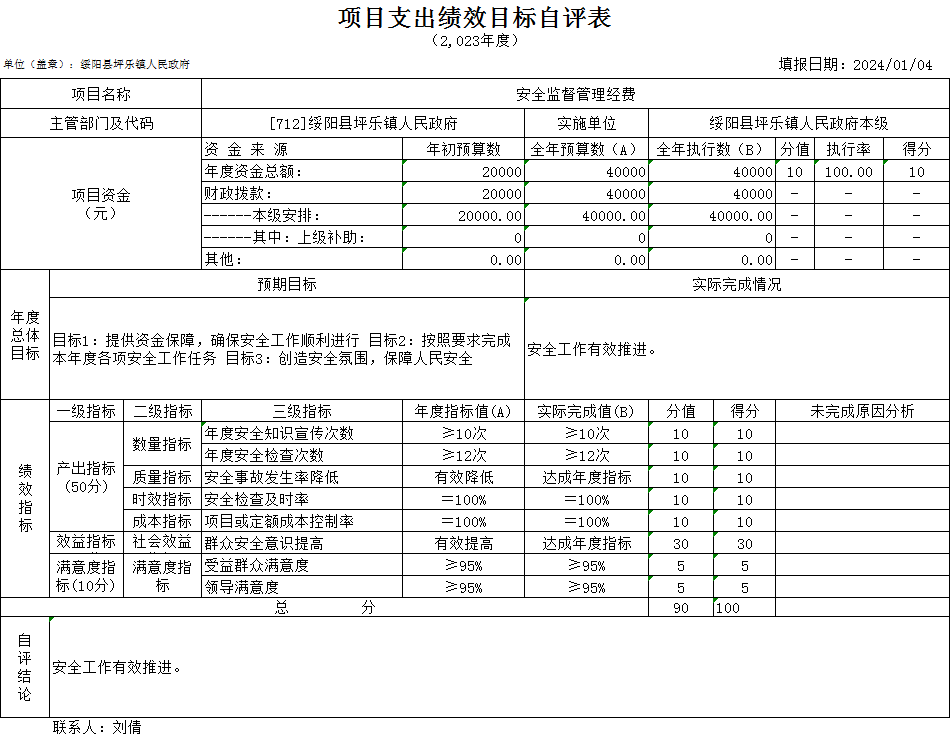 项目支出绩效目标自评表
（2,023年度）
单位（盖章）：绥阳县坪乐镇人民政府 填报日期：2024/01/04
项目名称 安全监督管理经费
主管部门及代码 [712]绥阳县坪乐镇人民政府 实施单位 绥阳县坪乐镇人民政府本级
项目资金（元） 资 金 来 源 年初预算数 全年预算数（A） 全年执行数（B） 分值 执行率 得分
年度资金总额： 20000 40000 40000 10 100.00 10
财政拨款： 20000 40000 40000 － － －
------本级安排： 20000.00 40000.00 40000.00 － － －
------其中：上级补助： 0 0 0 － － －
其他： 0.00 0.00 0.00 － － －
年度总体目标 预期目标 实际完成情况
目标1：提供资金保障，确保安全工作顺利进行 目标2：按照要求完成
本年度各项安全工作任务 目标3：创造安全氛围，保障人民安全
安全工作有效推进。
绩效指标 一级指标 二级指标 三级指标 年度指标值(A) 实际完成值(B) 分值 得分 未完成原因分析
产出指标（50分） 数量指标 年度安全知识宣传次数 ≥10次 ≥10次 10 10
年度安全检查次数 ≥12次 ≥12次 10 10
质量指标 安全事故发生率降低 有效降低 达成年度指标 10 10
时效指标 安全检查及时率 ＝100% ＝100% 10 10
成本指标 项目或定额成本控制率 ＝100% ＝100% 10 10
效益指标 社会效益 群众安全意识提高 有效提高 达成年度指标 30 30
满意度指标(10分) 满意度指标 受益群众满意度 ≥95% ≥95% 5 5
领导满意度 ≥95% ≥95% 5 5
总 分 90 100
自评结论 安全工作有效推进。
联系人：刘倩